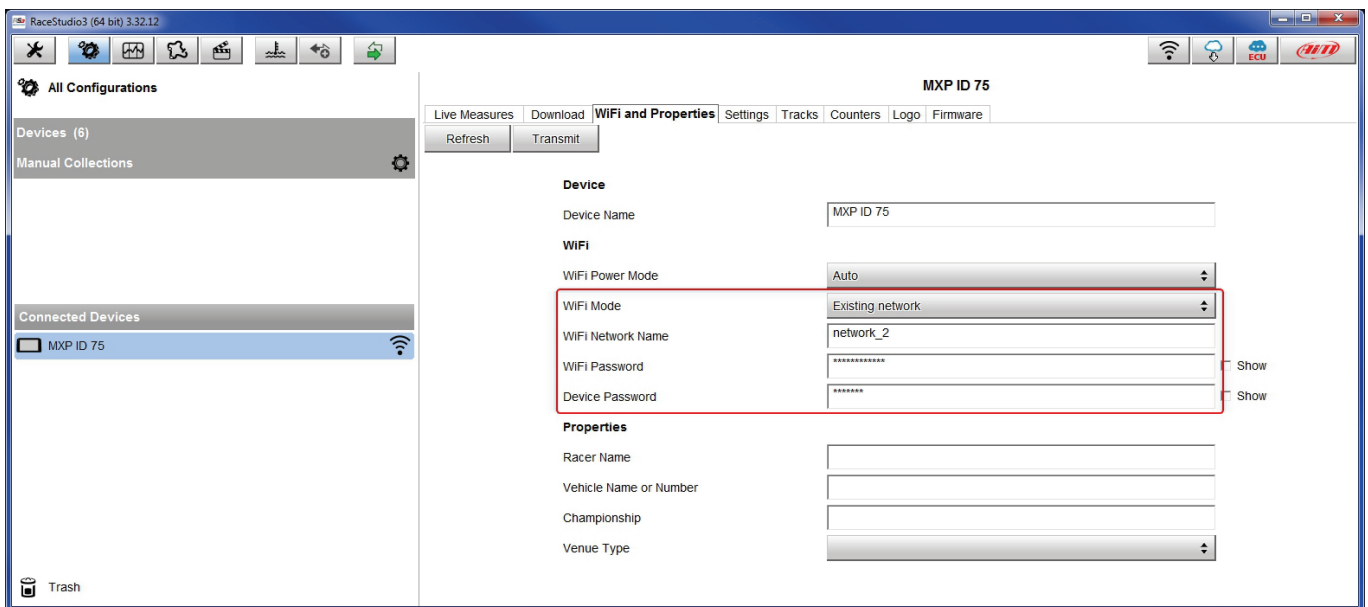 RaceStudio3 (64 bit) 3.32.12
ECU
AiM
All Configurations
MXP ID 75
Live Measures Download WiFi and Properties Settings Tracks Counters Logo Firmware
Devices (6)
Refresh Transmit
Manual Collections
Device
Device Name MXP ID 75
WiFi
WiFi Power Mode Auto
WiFi Mode Existing network
Connected Devices
WiFi Network Name network_2
MXP ID 75
WiFi Password ************ Show
Device Password ******* Show
Properties
Racer Name
Vehicle Name or Number
Championship
Venue Type
Trash